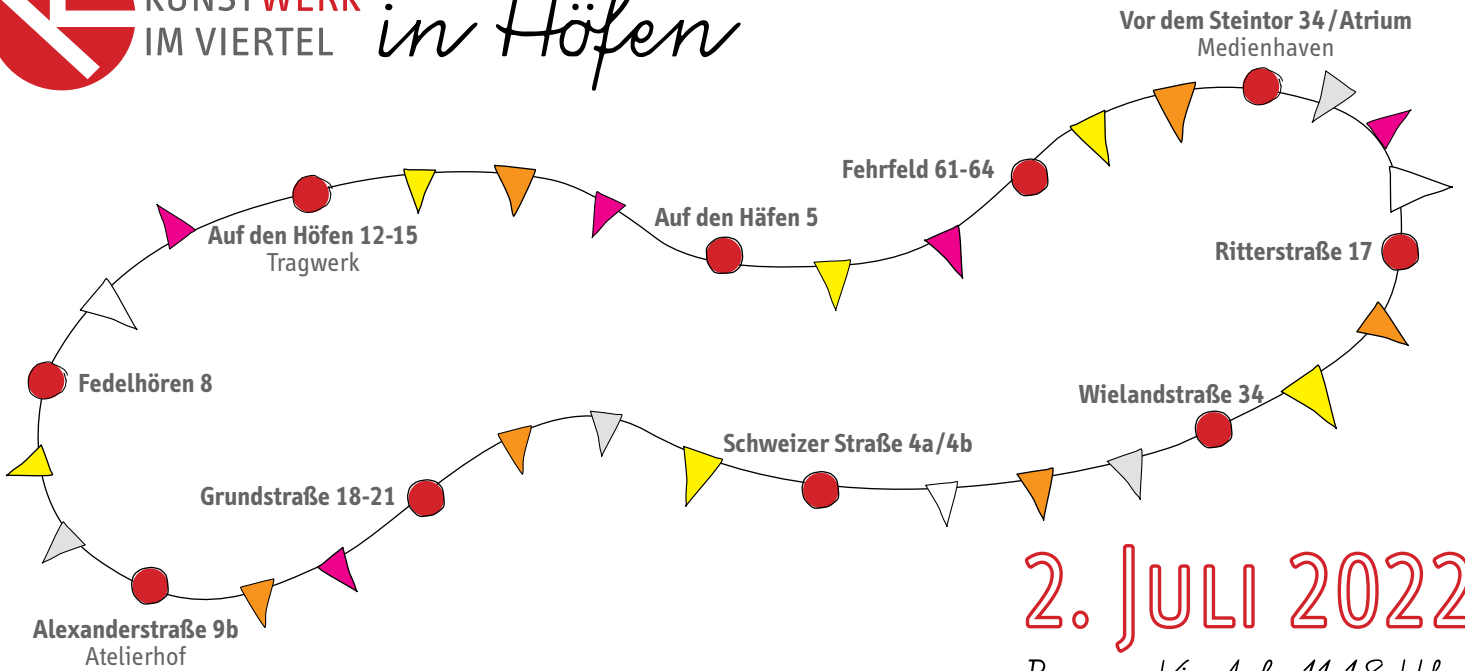 KUNSTWERK
IM VIERTEL
in Höfen
Vor dem Steintor 34/Atrium
Medienhaven
Fehrfeld 61-64
Auf den Häfen 5
Auf den Höfen 12-15
Tragwerk
Ritterstraße 17
Fedelhören 8
Wielandstraße 34
Schweizer Straße 4a/4b
Grundstraße 18-21
Alexanderstraße 9b
Atelierhof
2. Juli 2022